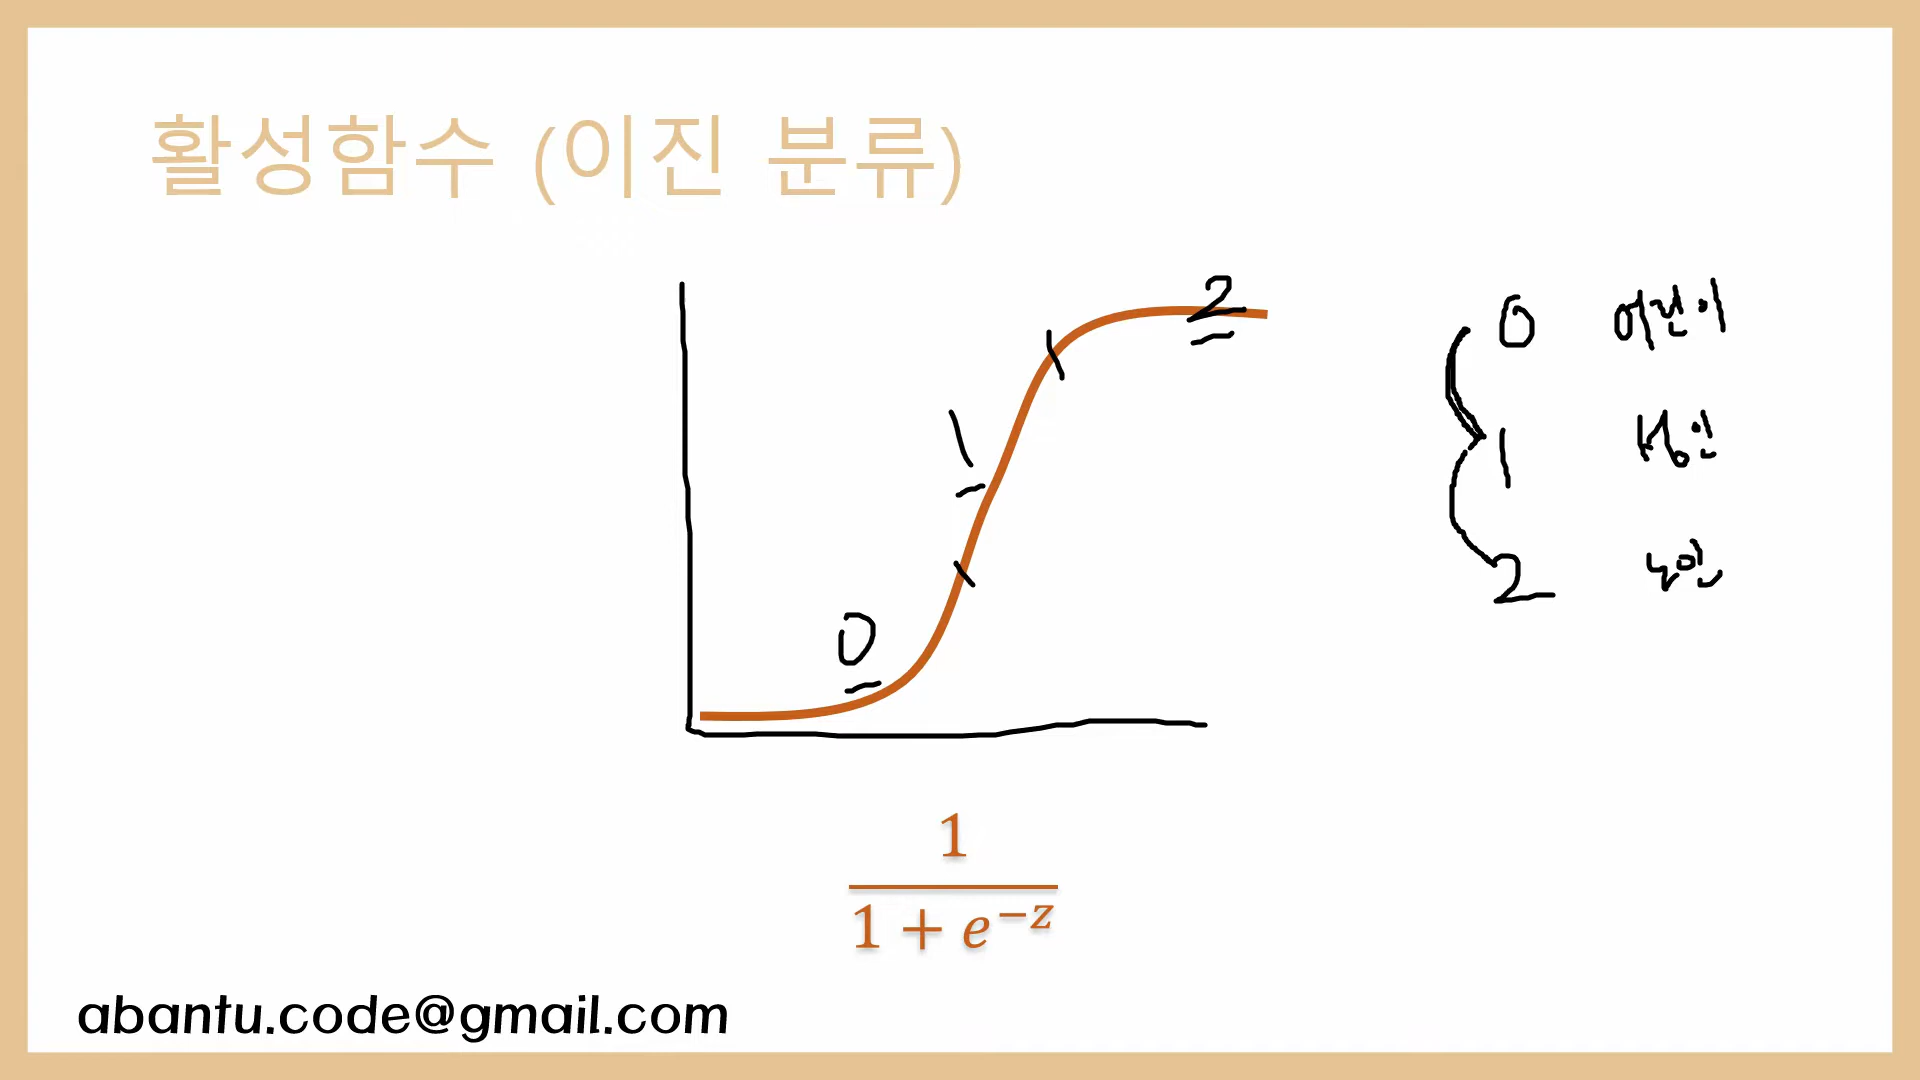 활성함수 (이진 분류)
2
0 어린이
1
1 성인
2 노인
0
1
1 + e^{-z}
abantu.code@gmail.com